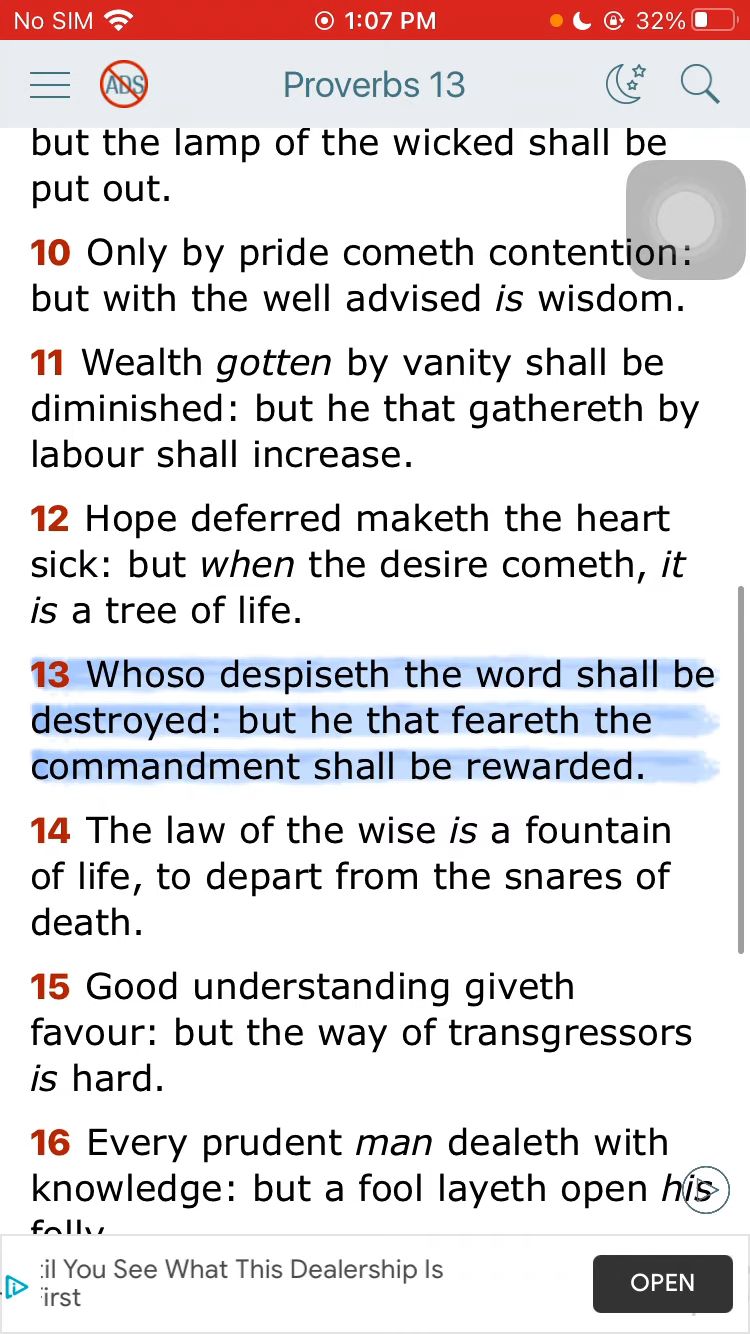 No SIM 1:07 PM 32%
ADS Proverbs 13
but the lamp of the wicked shall be
put out.
10 Only by pride cometh contention:
but with the well advised is wisdom.
11 Wealth gotten by vanity shall be
diminished: but he that gathereth by
labour shall increase.
12 Hope deferred maketh the heart
sick: but when the desire cometh, it
is a tree of life.
13 Whoso despiseth the word shall be
destroyed: but he that feareth the
commandment shall be rewarded.
14 The law of the wise is a fountain
of life, to depart from the snares of
death.
15 Good understanding giveth
favour: but the way of transgressors
is hard.
16 Every prudent man dealeth with
knowledge: but a fool layeth open his
folly
il You See What This Dealership Is
irst
OPEN